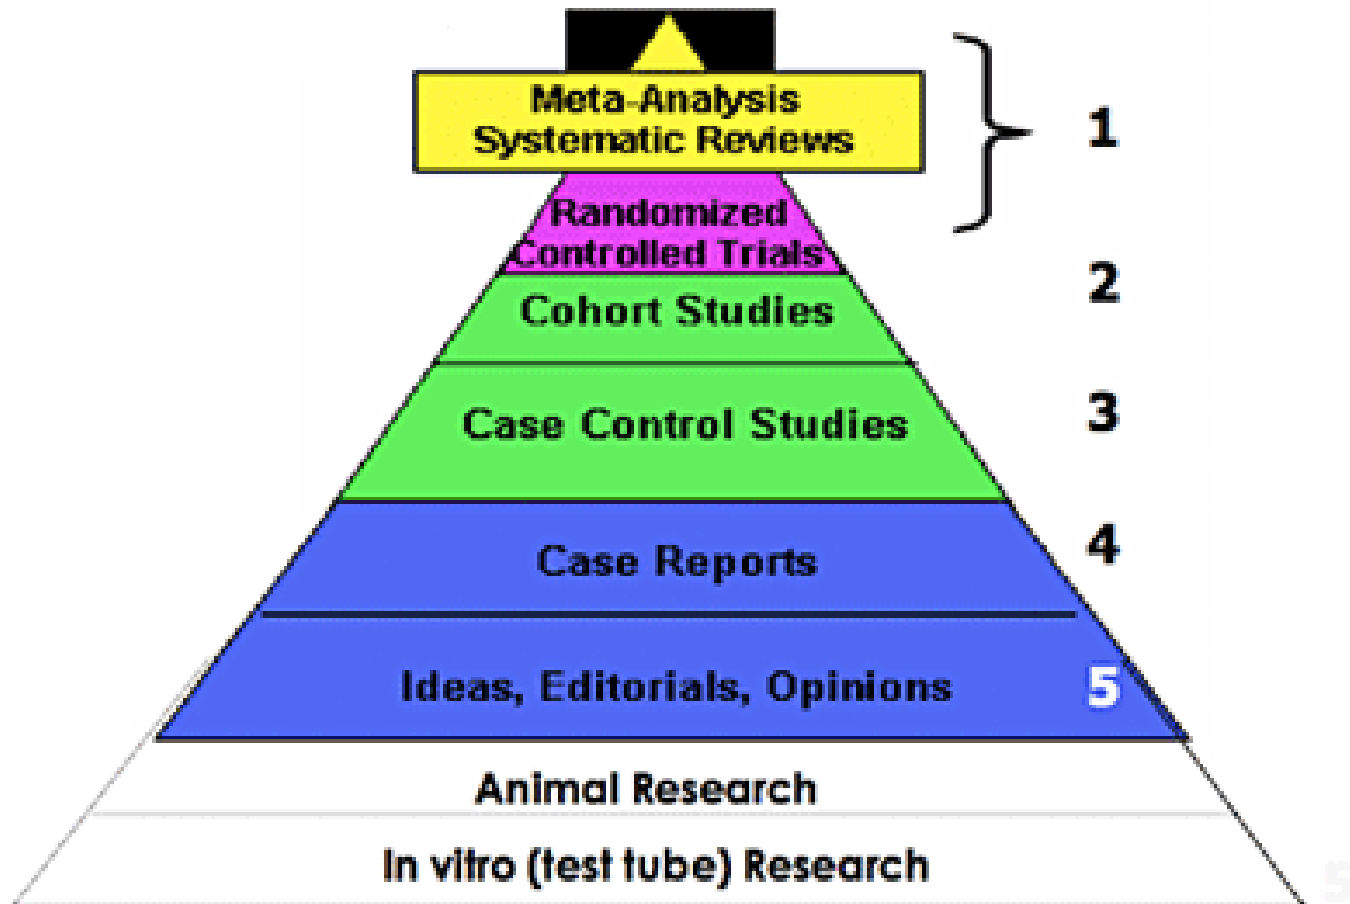 Meta-Analysis
Systematic Reviews
1
Randomized
Controlled Trials
2
Cohort Studies
Case Control Studies
3
Case Reports
4
Ideas, Editorials, Opinions
5
Animal Research
In vitro (test tube) Research
5